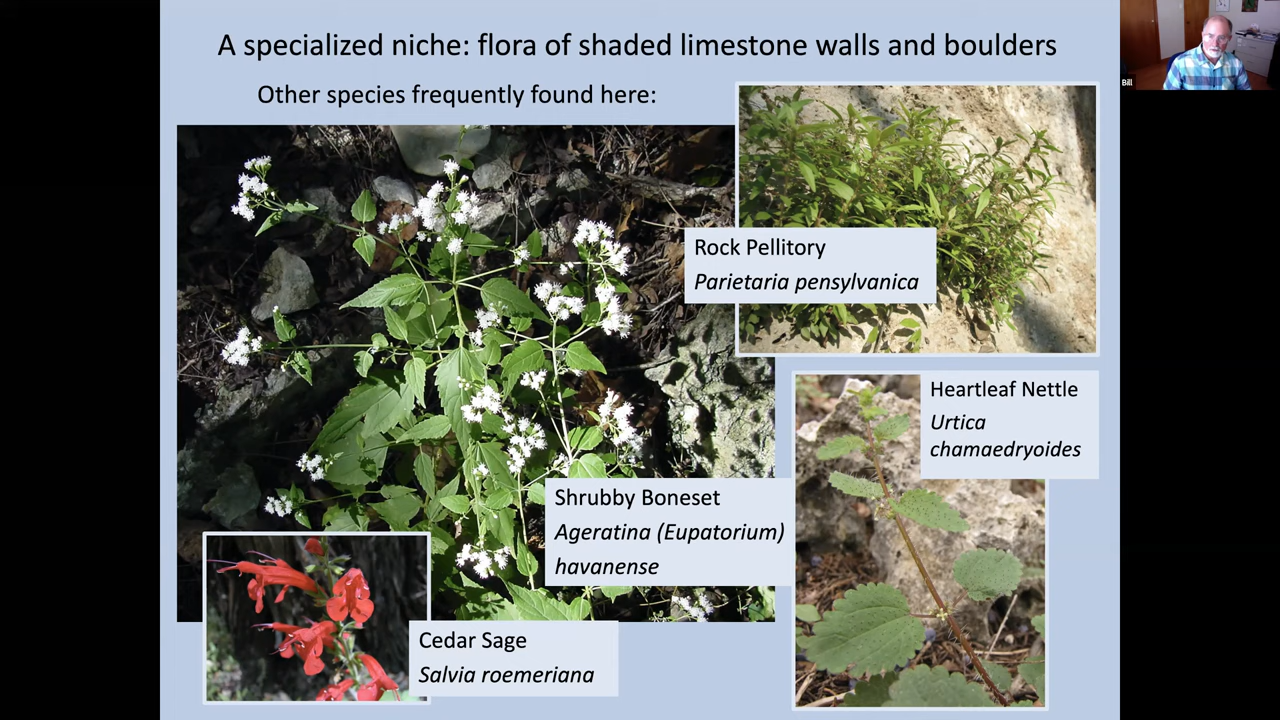 A specialized niche: flora of shaded limestone walls and boulders
Other species frequently found here:
Bill
Rock Pellitory
Parietaria pensylvanica
Heartleaf Nettle
Urtica
chamaedryoides
Shrubby Boneset
Ageratina (Eupatorium)
havanense
Cedar Sage
Salvia roemeriana